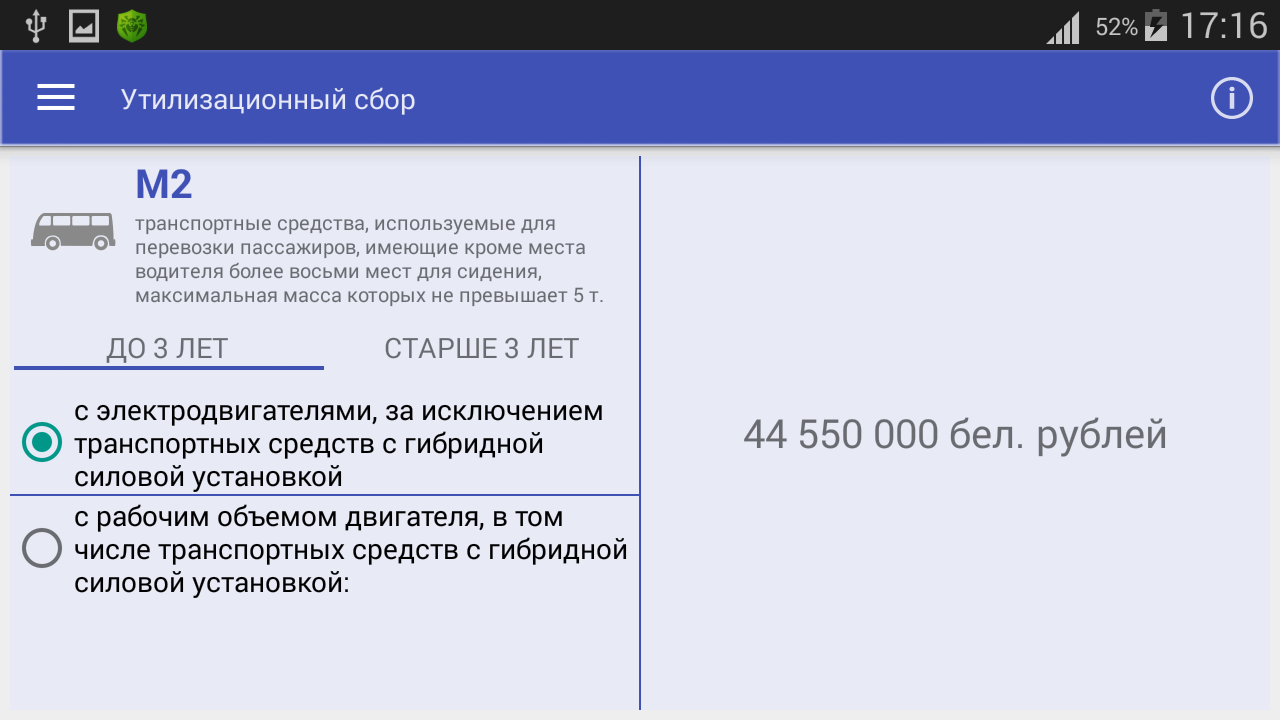 52%
17:16
Утилизационный сбор
M2
транспортные средства, используемые для
перевозки пассажиров, имеющие кроме места
водителя более восьми мест для сидения,
максимальная масса которых не превышает 5 т.
ДО 3 ЛЕТ
СТАРШЕ 3 ЛЕТ
с электродвигателями, за исключением
транспортных средств с гибридной
силовой установкой
с рабочим объемом двигателя, в том
числе транспортных средств с гибридной
силовой установкой:
44 550 000 бел. рублей